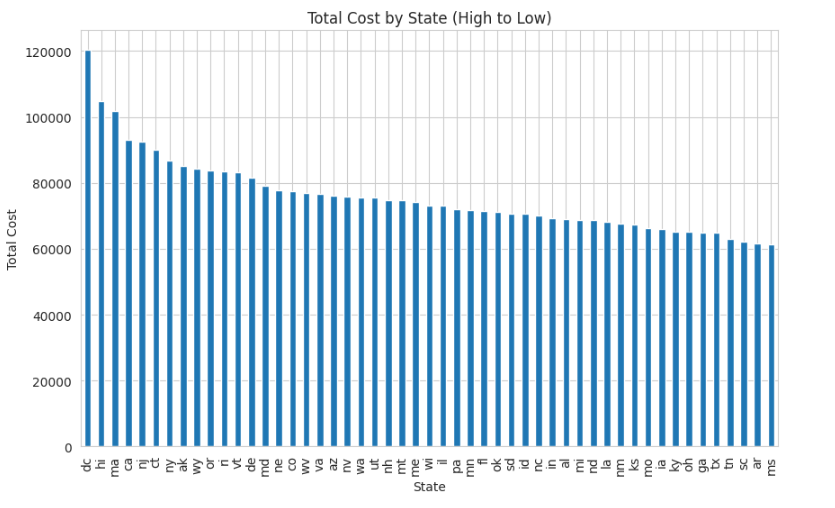 Total Cost by State (High to Low)
Total Cost
120000
100000
80000
60000
40000
20000
0
dc hi ma ca nj ct ny ak wy or ri vt de md ne co wv va az nv wa ut nh mt me wi il pa mn fl ok sd id nc in al mi nd la nm ks mo ia ky oh ga tx tn sc ar ms
State